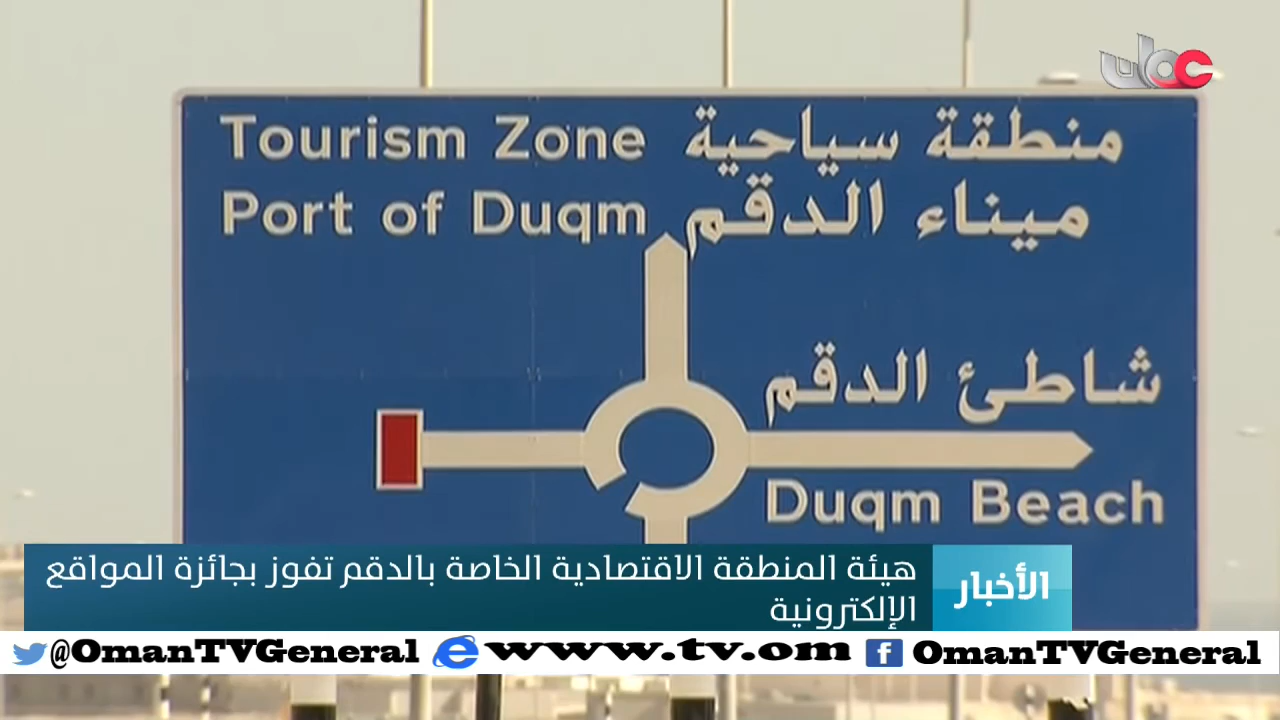 عمان
Tourism Zone منطقة سياحية
Port of Duqm ميناء الدقم
شاطئ الدقم
Duqm Beach
الأخبار
هيئة المنطقة الاقتصادية الخاصة بالدقم تفوز بجائزة المواقع
الإلكترونية
@OmanTVGeneral www.tv.om OmanTVGeneral